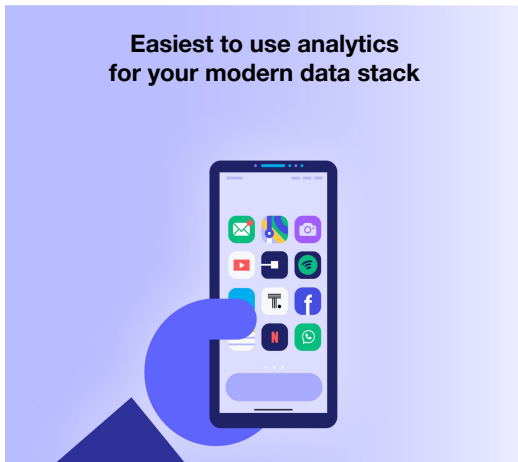 Easiest to use analytics
for your modern data stack
T.
f
N